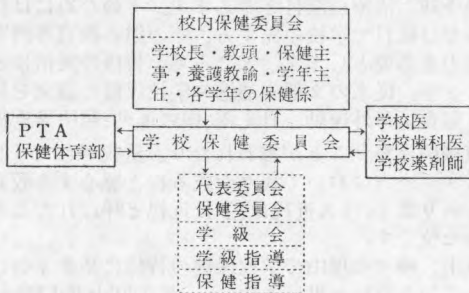 校内保健委員会
学校長・教頭・保健主
事，養護教論・学年主
任・各学年の保健係
PTA
保健体育部
学校保健委員会
学校医
学校歯科医
学校薬剤師
代表委員会
保健委員会
学級会
学級指導
保健指導